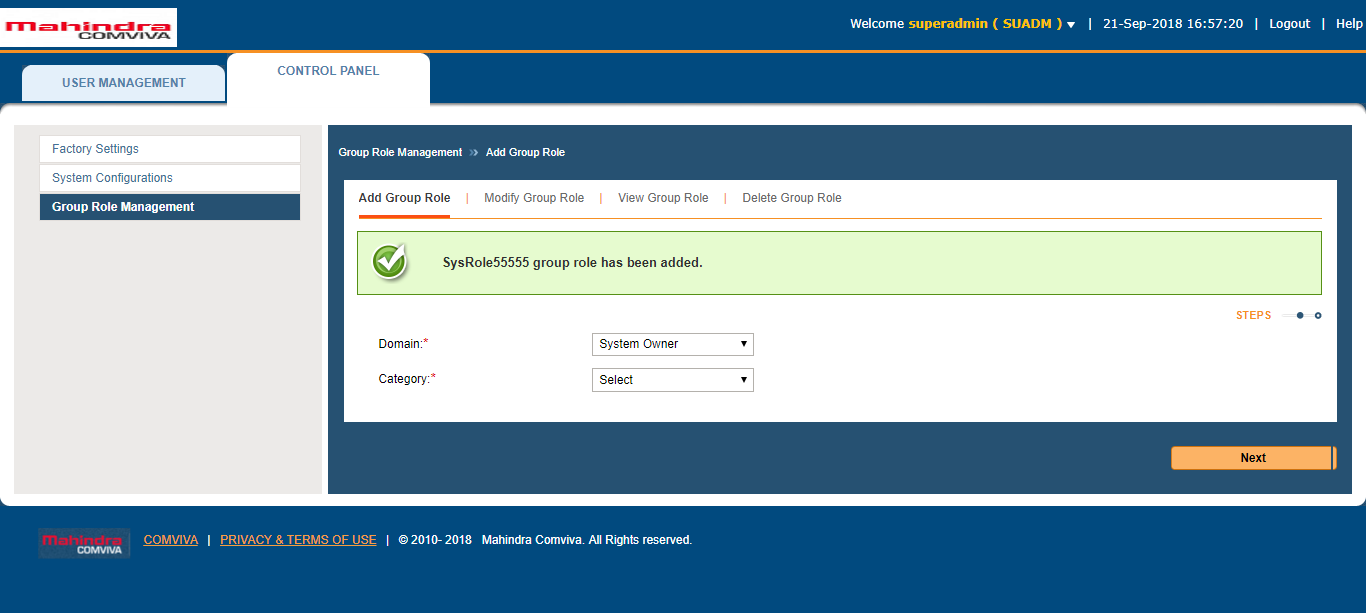 Mahindra
COMVIVA
Welcome superadmin ( SUADM ) | 21-Sep-2018 16:57:20 | Logout | Help
USER MANAGEMENT
CONTROL PANEL
Factory Settings
System Configurations
Group Role Management
Group Role Management » Add Group Role
Add Group Role | Modify Group Role | View Group Role | Delete Group Role
SysRole55555 group role has been added.
STEPS
Domain:* System Owner
Category:* Select
Next
Mahindra
COMVIVA
COMVIVA | PRIVACY & TERMS OF USE | © 2010- 2018 Mahindra Comviva. All Rights reserved.